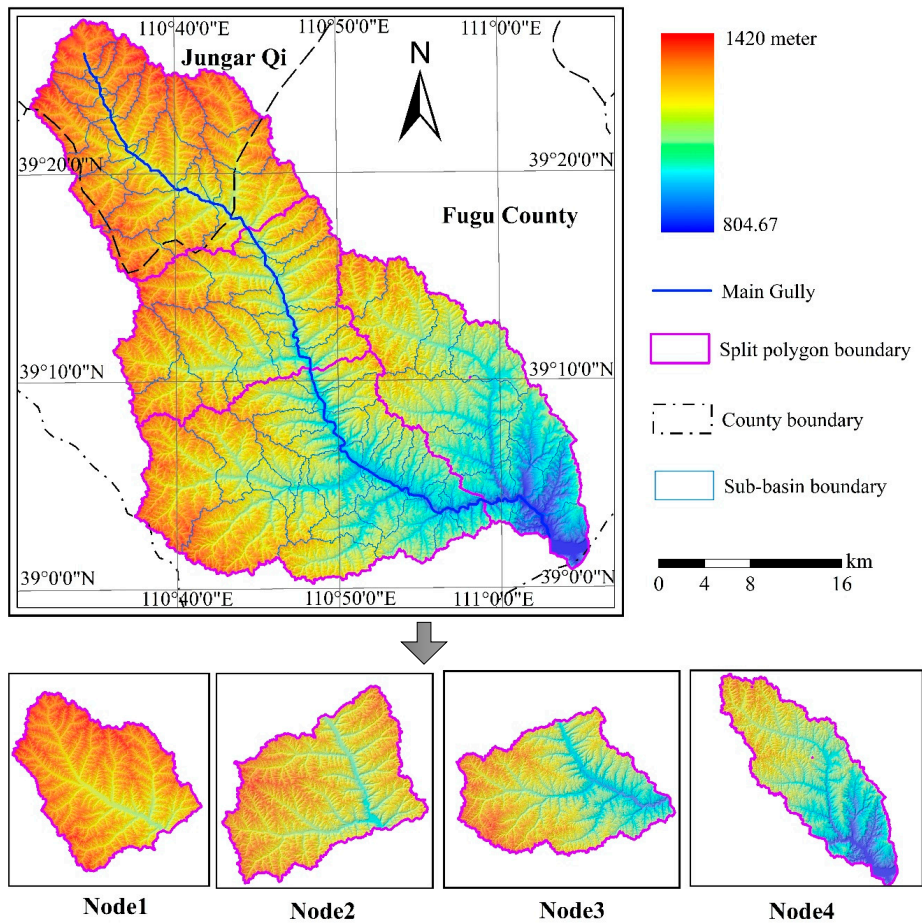 110°40'0"E
110°50'0"E
111°0'0"E
Jungar Qi
N
39°20'0"N
39°20'0"N
Fugu County
39°10'0"N
39°10'0"N
39°0'0"N
39°0'0"N
110°40'0"E
110°50'0"E
111°0'0"E
1420 meter
804.67
Main Gully
Split polygon boundary
County boundary
Sub-basin boundary
km
0 4 8 16
Node1
Node2
Node3
Node4